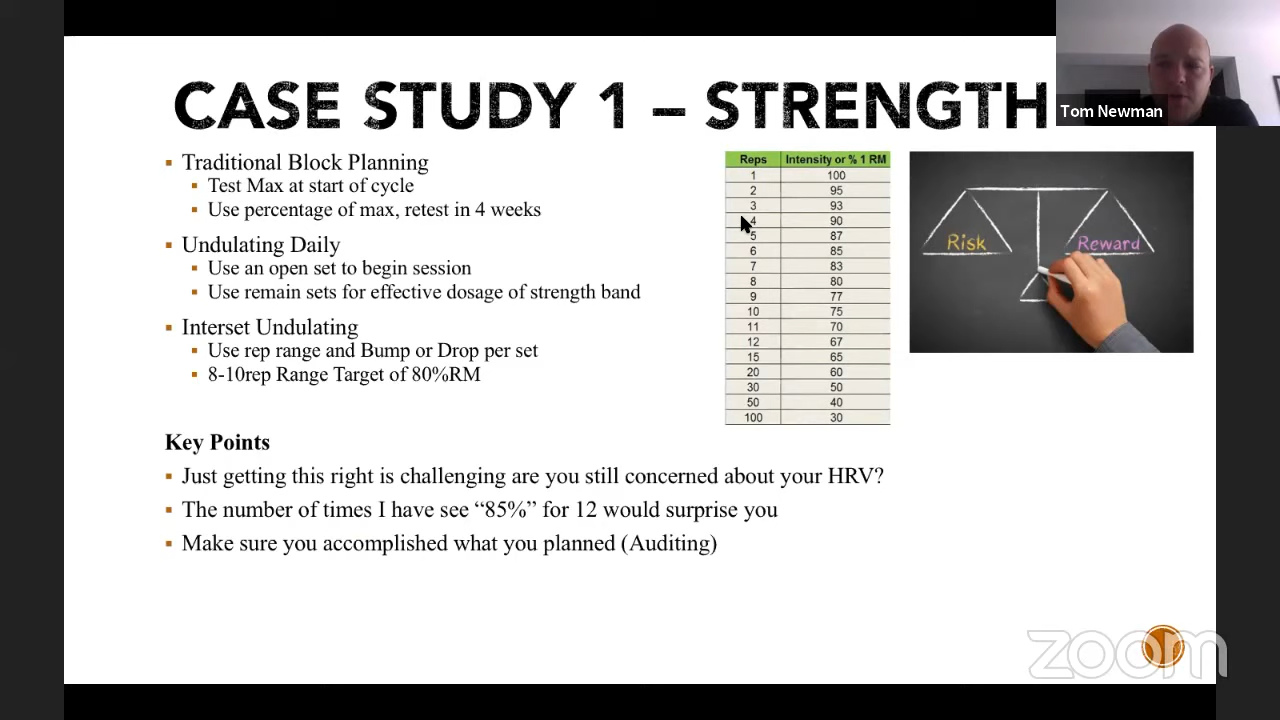 CASE STUDY 1 – STRENGTH
Tom Newman
▪ Traditional Block Planning
▪ Test Max at start of cycle
▪ Use percentage of max, retest in 4 weeks
▪ Undulating Daily
▪ Use an open set to begin session
▪ Use remain sets for effective dosage of strength band
▪ Interset Undulating
▪ Use rep range and Bump or Drop per set
▪ 8-10rep Range Target of 80%RM
Reps Intensity or % 1 RM
1 100
2 95
3 93
4 90
5 87
6 85
7 83
8 80
9 77
10 75
11 70
12 67
15 65
20 60
30 50
50 40
100 30
Risk
Reward
Key Points
▪ Just getting this right is challenging are you still concerned about your HRV?
▪ The number of times I have see “85%” for 12 would surprise you
▪ Make sure you accomplished what you planned (Auditing)
zoom